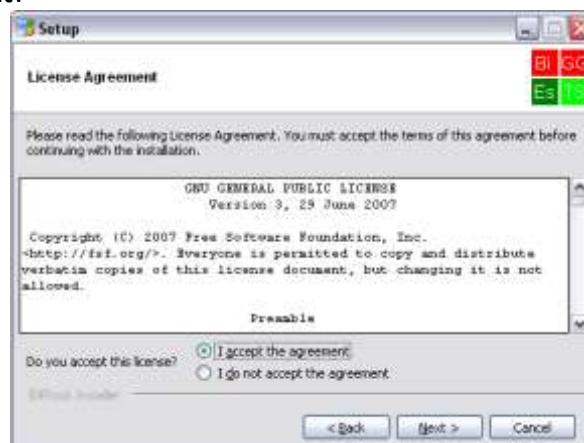 Setup
License Agreement
BI GG
Es TS
Please read the following License Agreement. You must accept the terms of this agreement before
continuing with the installation.
GNU GENERAL PUBLIC LICENSE
Version 3, 29 June 2007
Copyright (C) 2007 Free Software Foundation, Inc.
<http://fsf.org/>. Everyone is permitted to copy and distribute
verbatim copies of this license document, but changing it is not
allowed.
Preamble
Do you accept this license?
I accept the agreement
I do not accept the agreement
Installer
< Back
Next >
Cancel